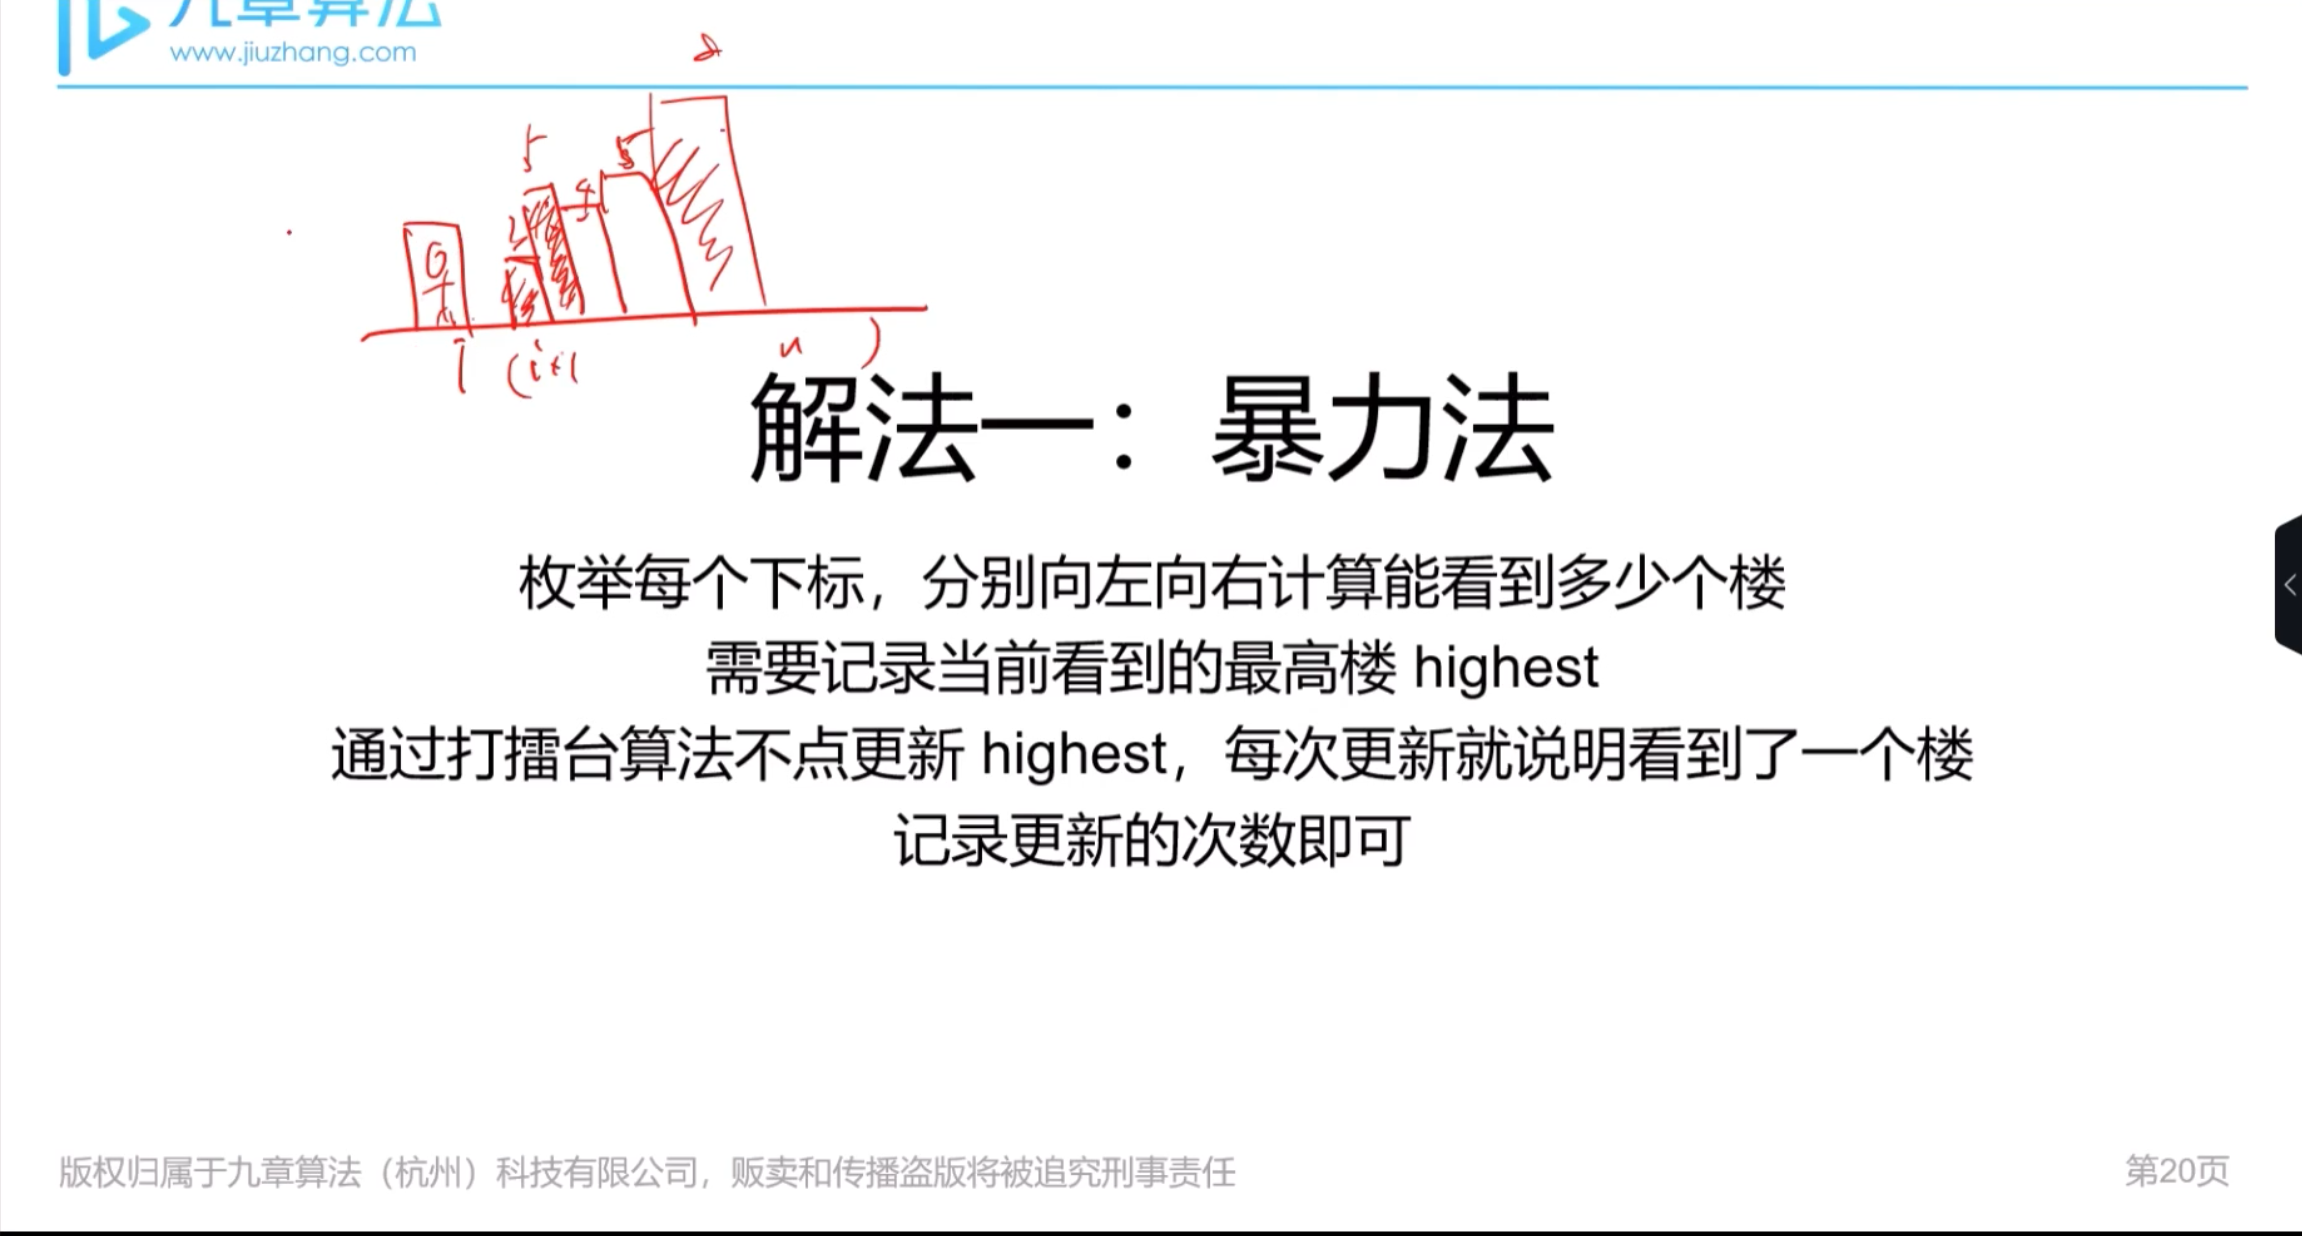 九章算法
www.jiuzhang.com
5
5
4
2
i
(i+1
n )
解法一：暴力法
枚举每个下标，分别向左向右计算能看到多少个楼
需要记录当前看到的最高楼 highest
通过打擂台算法不点更新 highest，每次更新就说明看到了一个楼
记录更新的次数即可
版权归属于九章算法（杭州）科技有限公司，贩卖和传播盗版将被追究刑事责任
第20页